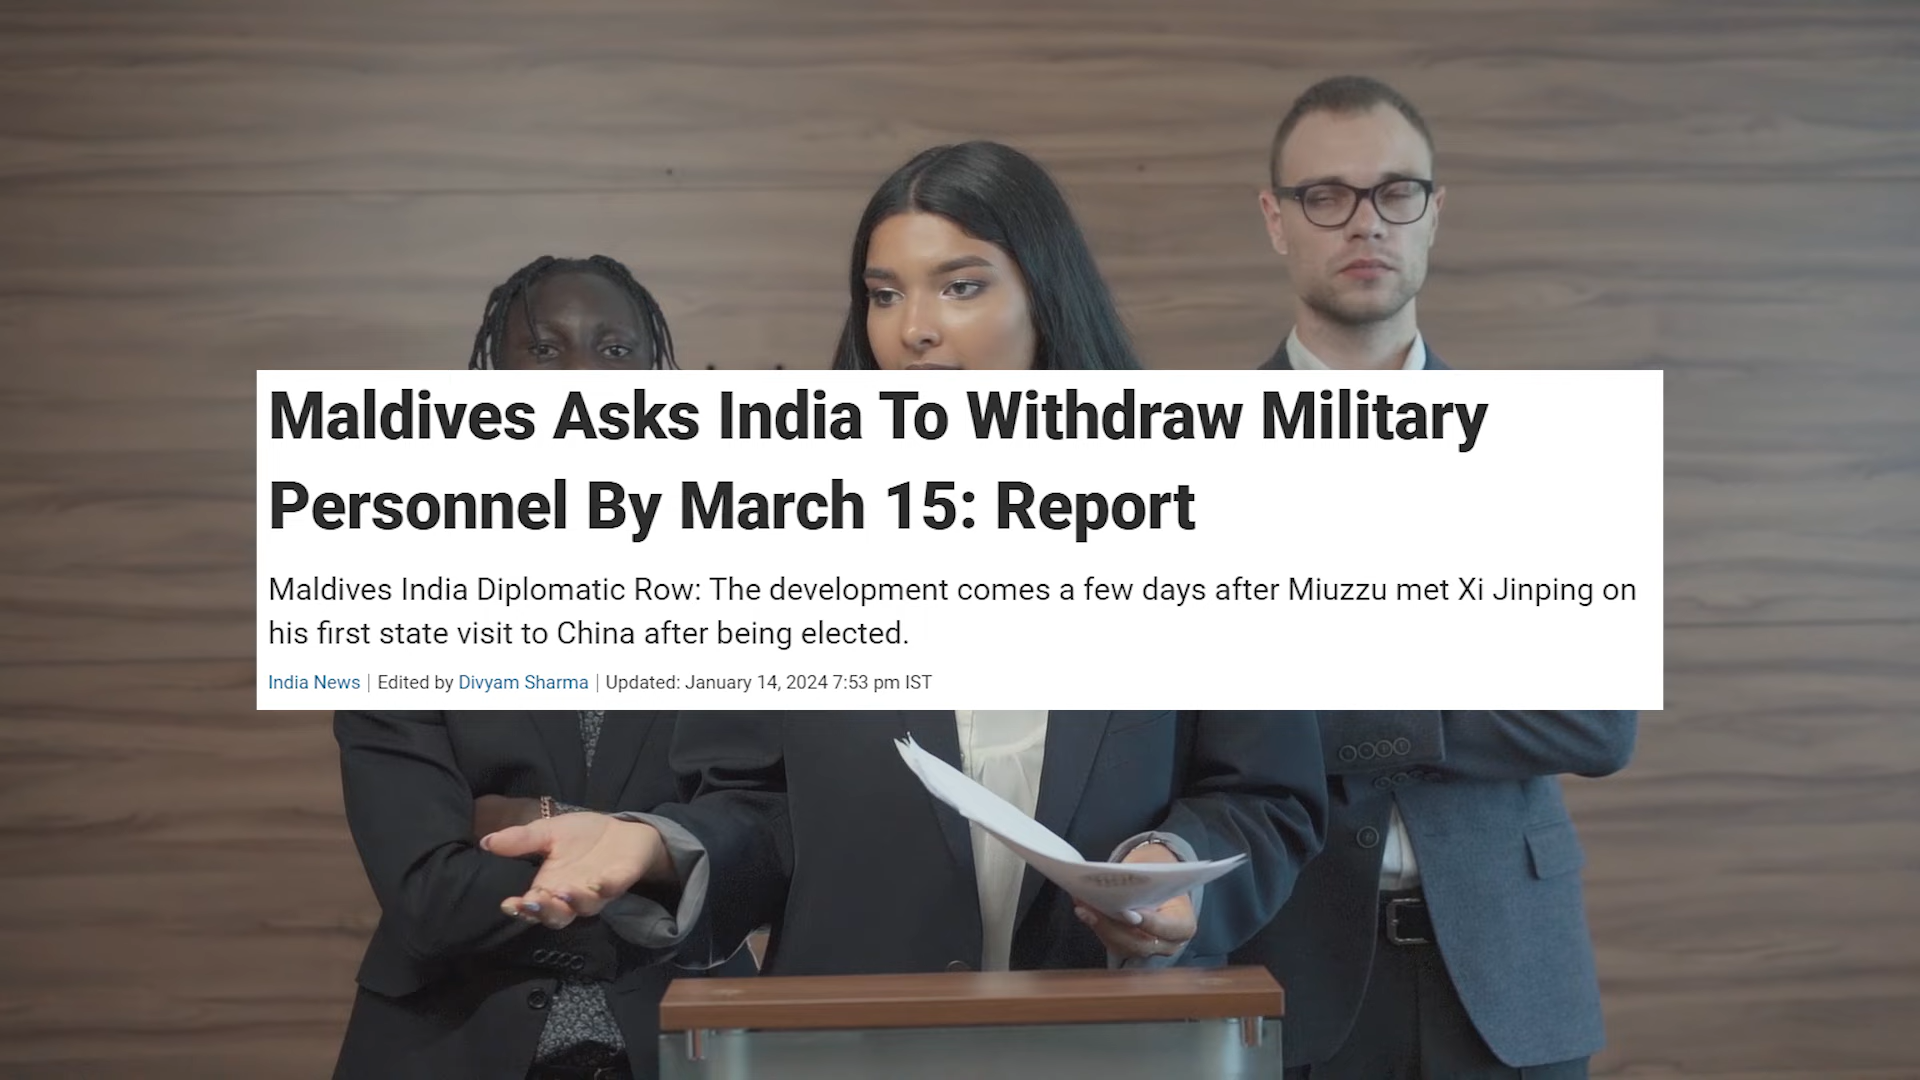 Maldives Asks India To Withdraw Military
Personnel By March 15: Report
Maldives India Diplomatic Row: The development comes a few days after Miuzzu met Xi Jinping on
his first state visit to China after being elected.
India News | Edited by Divyam Sharma | Updated: January 14, 2024 7:53 pm IST